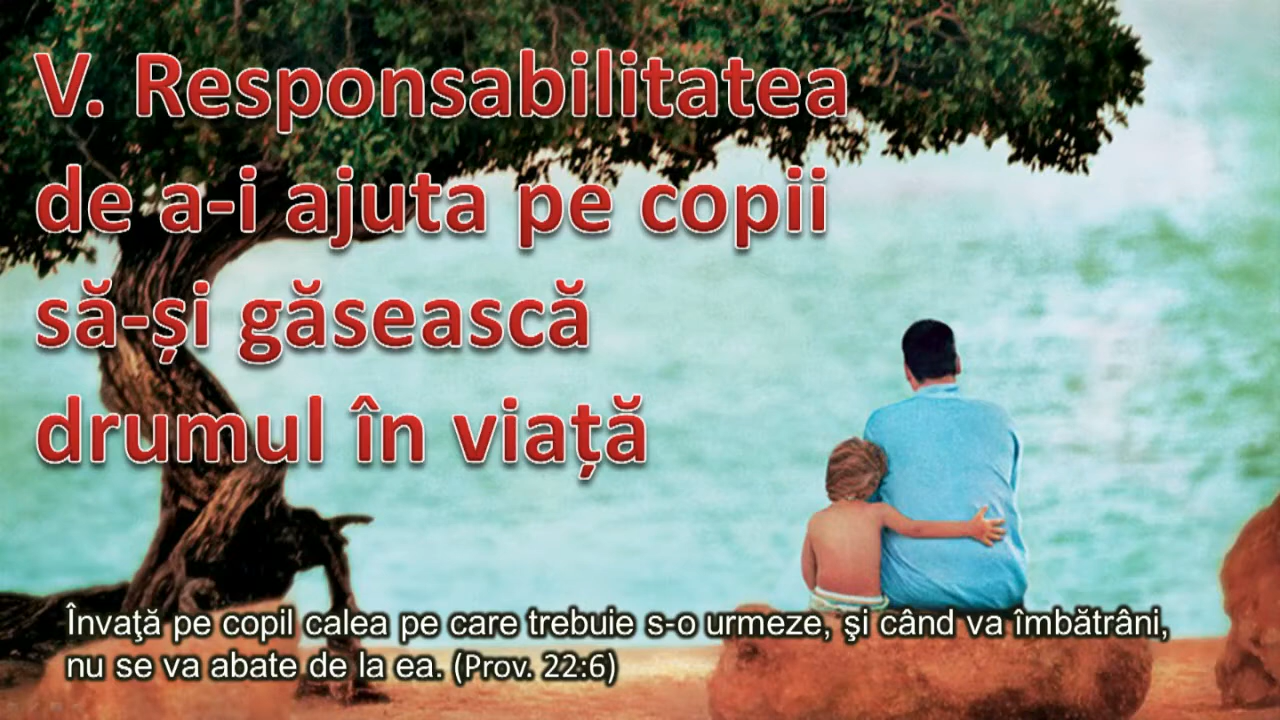 V. Responsabilitatea
de a-i ajuta pe copii
să-și găsească
drumul în viață
Învaţă pe copil calea pe care trebuie s-o urmeze, şi când va îmbătrâni,
nu se va abate de la ea. (Prov. 22:6)